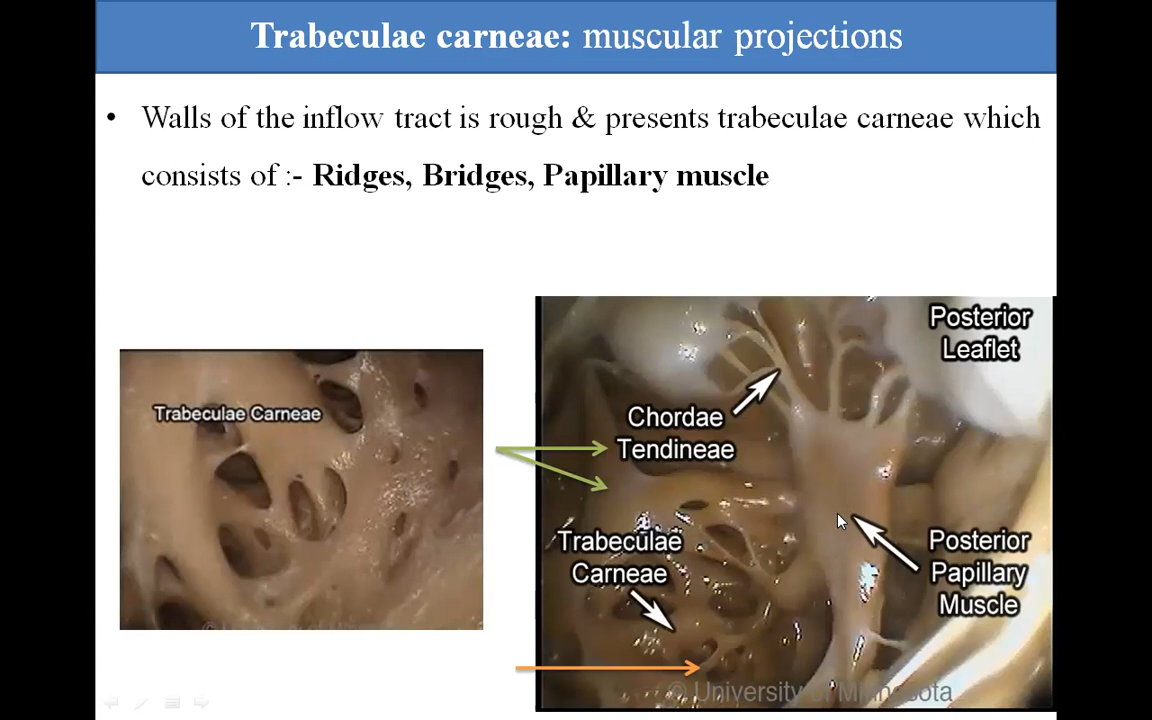 Trabeculae carneae: muscular projections
• Walls of the inflow tract is rough & presents trabeculae carneae which
consists of :- Ridges, Bridges, Papillary muscle
Trabeculae Carneae
Posterior
Leaflet
Chordae
Tendineae
Trabeculae
Carneae
Posterior
Papillary
Muscle
© University of Minnesota